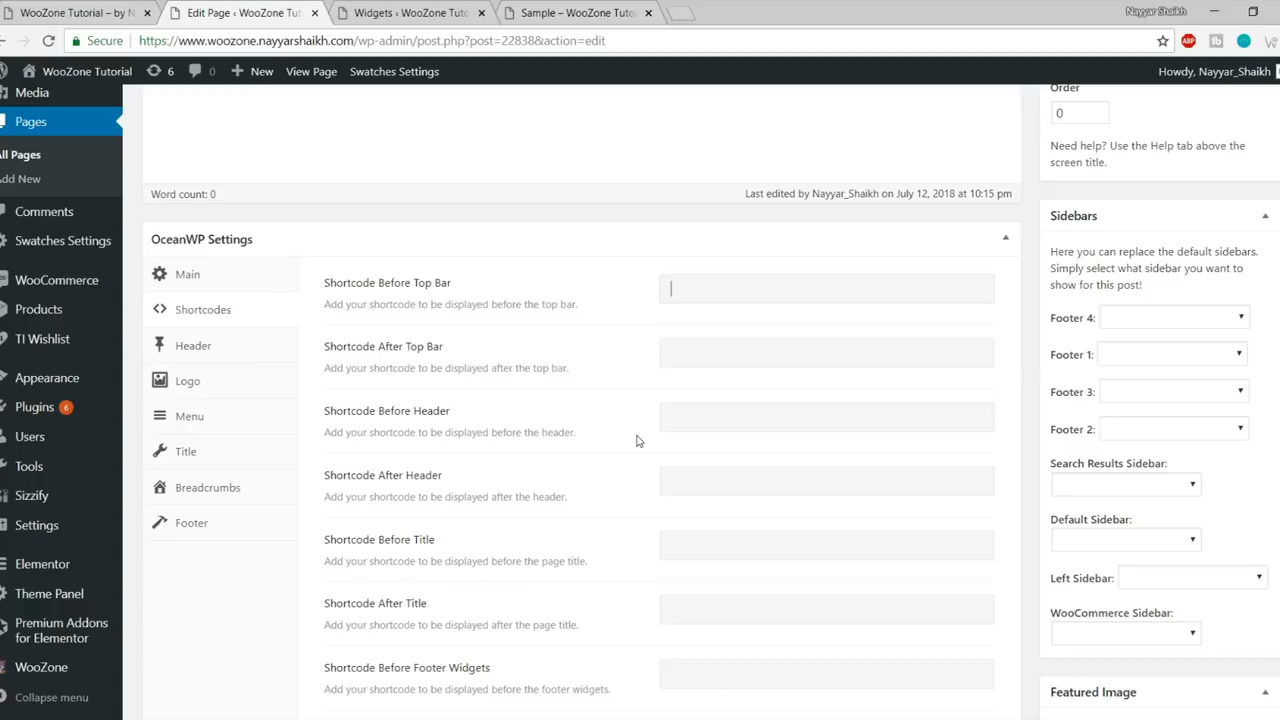 WooZone Tutorial – by N
Edit Page ‹ WooZone Tut
Widgets ‹ WooZone Tuto
Sample – WooZone Tuto
Nayyar Shaikh
Secure
https://www.woozone.nayyarshaikh.com/wp-admin/post.php?post=22838&action=edit
ABP
WooZone Tutorial
6
0
New
View Page
Swatches Settings
Howdy, Nayyar_Shaikh
Media
Pages
All Pages
Add New
Comments
Swatches Settings
WooCommerce
Products
TI Wishlist
Appearance
Plugins 6
Users
Tools
Sizzify
Settings
Elementor
Theme Panel
Premium Addons
for Elementor
WooZone
Collapse menu
Word count: 0
Last edited by Nayyar_Shaikh on July 12, 2018 at 10:15 pm
OceanWP Settings
Main
Shortcodes
Header
Logo
Menu
Title
Breadcrumbs
Footer
Shortcode Before Top Bar
Add your shortcode to be displayed before the top bar.
Shortcode After Top Bar
Add your shortcode to be displayed after the top bar.
Shortcode Before Header
Add your shortcode to be displayed before the header.
Shortcode After Header
Add your shortcode to be displayed after the header.
Shortcode Before Title
Add your shortcode to be displayed before the page title.
Shortcode After Title
Add your shortcode to be displayed after the page title.
Shortcode Before Footer Widgets
Add your shortcode to be displayed before the footer widgets.
Order
0
Need help? Use the Help tab above the
screen title.
Sidebars
Here you can replace the default sidebars.
Simply select what sidebar you want to
show for this post!
Footer 4:
Footer 1:
Footer 3:
Footer 2:
Search Results Sidebar:
Default Sidebar:
Left Sidebar:
WooCommerce Sidebar:
Featured Image